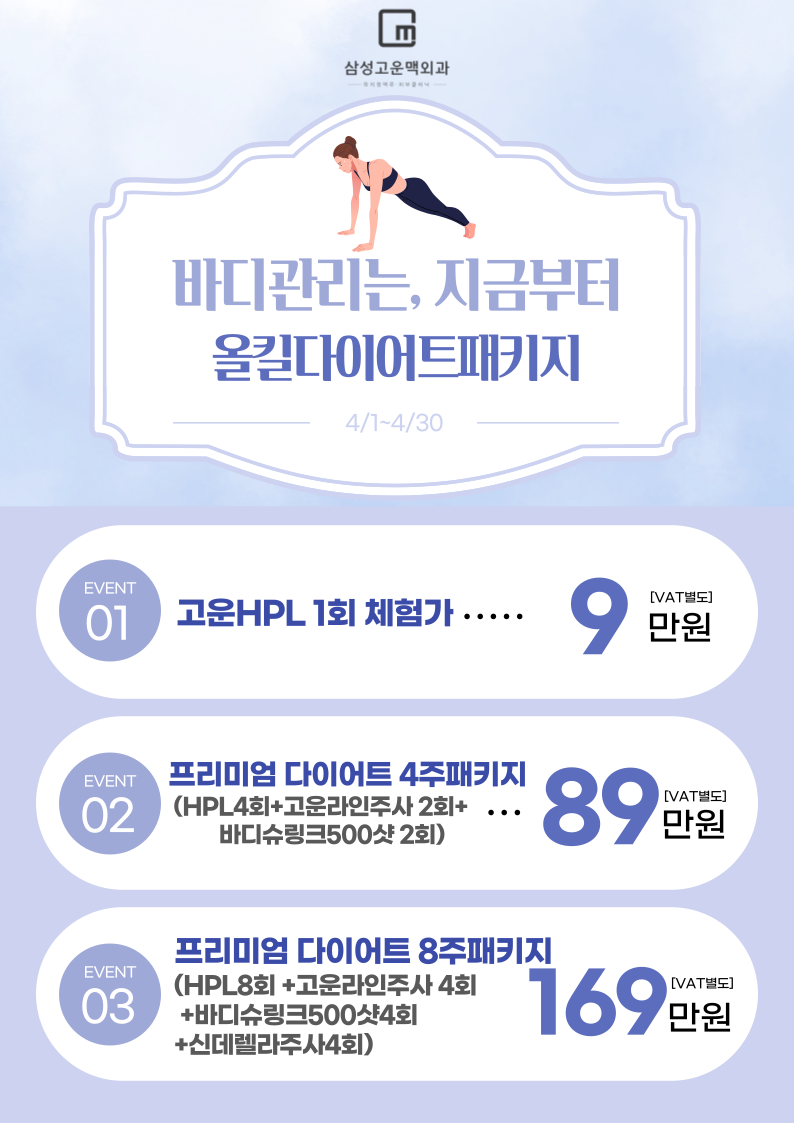 삼성고운맥외과
바디관리는, 지금부터
올킬다이어트패키지
4/1~4/30
EVENT
01
고운HPL 1회 체험가 ·····
9
[VAT별도]
만원
EVENT
02
프리미엄 다이어트 4주패키지
(HPL4회+고운라인주사 2회+
바디슈링크500샷 2회)
···
89
[VAT별도]
만원
EVENT
03
프리미엄 다이어트 8주패키지
(HPL8회 +고운라인주사 4회
+바디슈링크500샷4회
+신데렐라주사4회)
169
[VAT별도]
만원